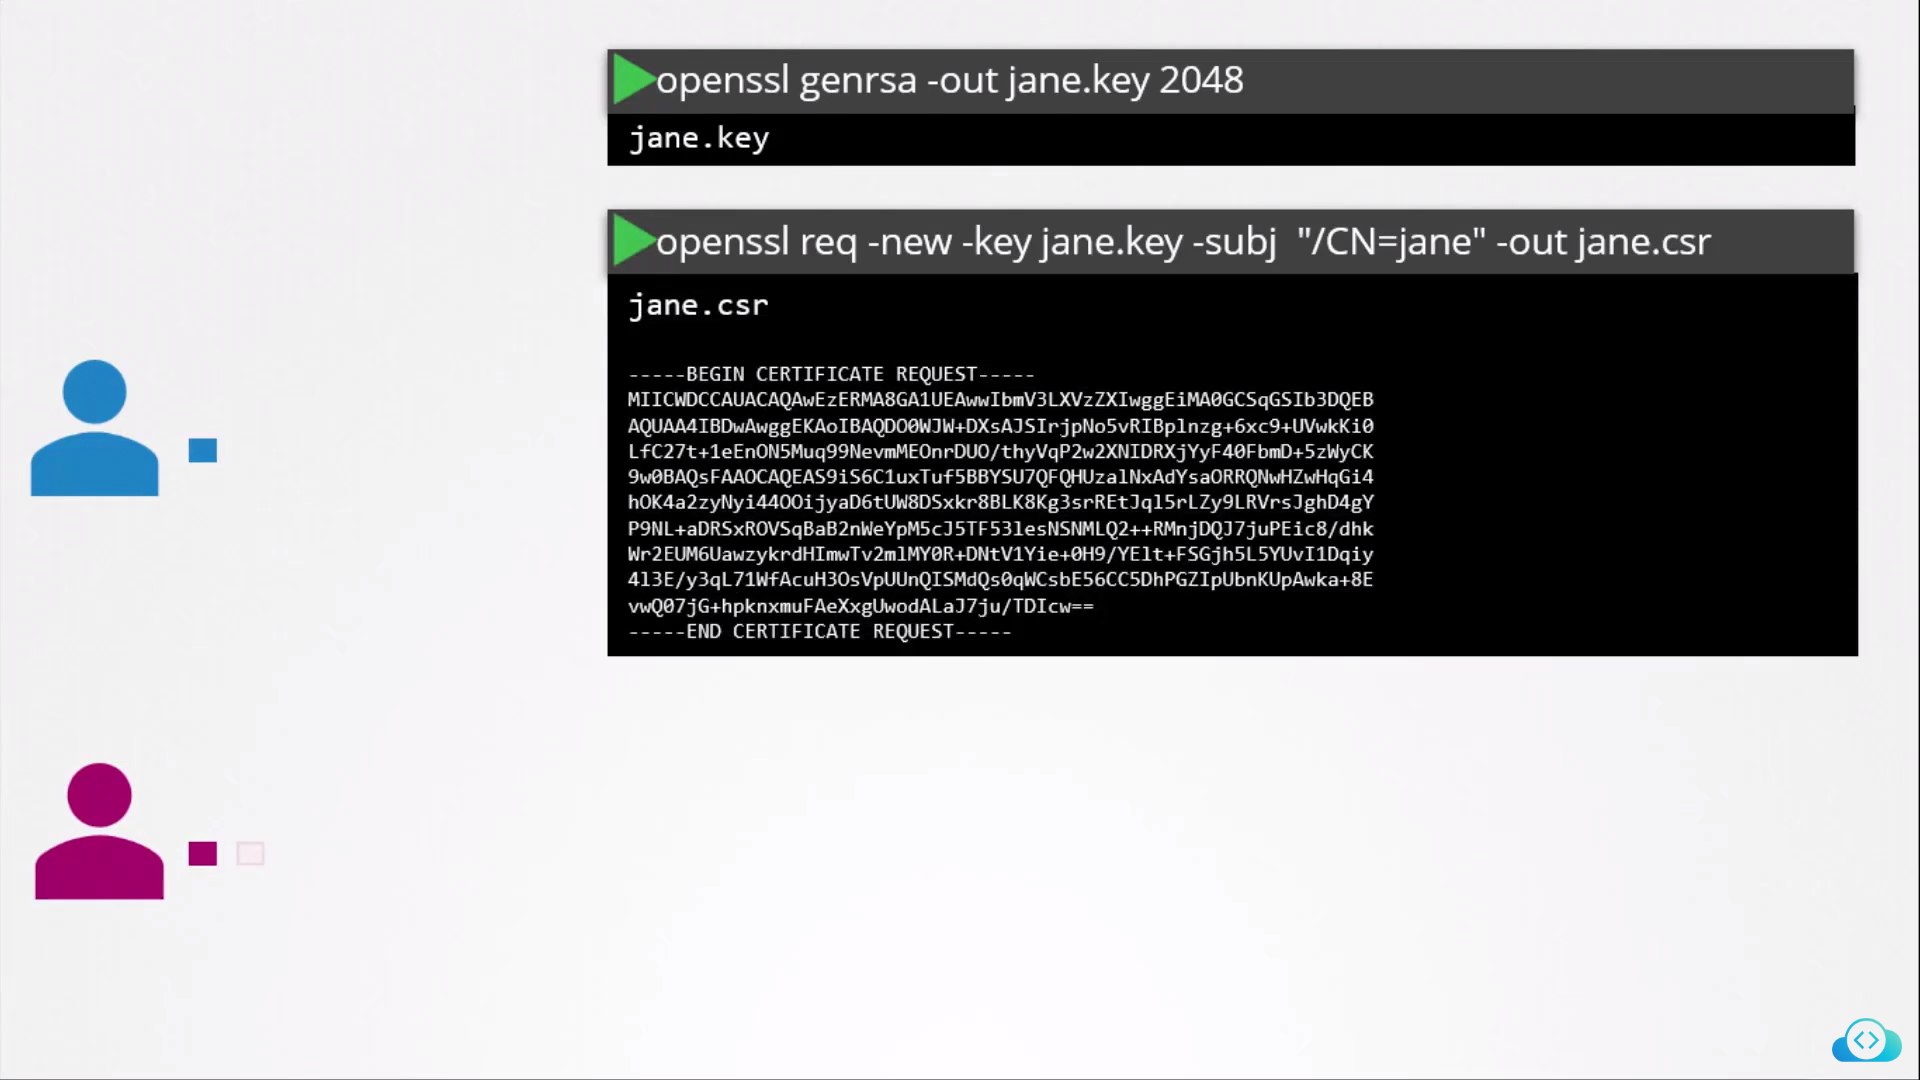 openssl genrsa -out jane.key 2048
jane.key
openssl req -new -key jane.key -subj "/CN=jane" -out jane.csr
jane.csr
-----BEGIN CERTIFICATE REQUEST-----
MIICWDCCAUACAQAwEzERMA8GA1UEAwwIbmV3LXVzZXIwggEiMA0GCSqGSIb3DQEB
AQUAA4IBDwAwggEKAoIBAQDO0WJW+DXsAJSIrjpNo5vRIBplnzg+6xc9+UVwkKi0
LfC27t+1eEnON5Muq99NevmMEOnrDUO/thyVqP2w2XNIDRXjYyF40FbmD+5zWyCK
9w0BAQsFAAOCAQEAS9iS6C1uxTuf5BBYSU7QFQHUzalNxAdYsaORRQNwHZwHqGi4
hOK4a2zyNyi44OOijyaD6tUW8DSxkr8BLK8Kg3srREtJql5rLZy9LRVrsJghD4gY
P9NL+aDRSxROVSqBaB2nWeYpM5cJ5TF53lesNSNMLQ2++RMnjDQJ7juPEic8/dhk
Wr2EUM6UawzykrdHImwTv2mlMY0R+DNtV1Yie+0H9/YElt+FSGjh5L5YUvI1Dqiy
4l3E/y3qL71WfAcuH3OsVpUUnQISMdQs0qWCsbE56CC5DhPGZIpUbnKUpAwka+8E
vwQ07jG+hpknxmuFAeXxgUwodALaJ7ju/TDIcw==
-----END CERTIFICATE REQUEST-----